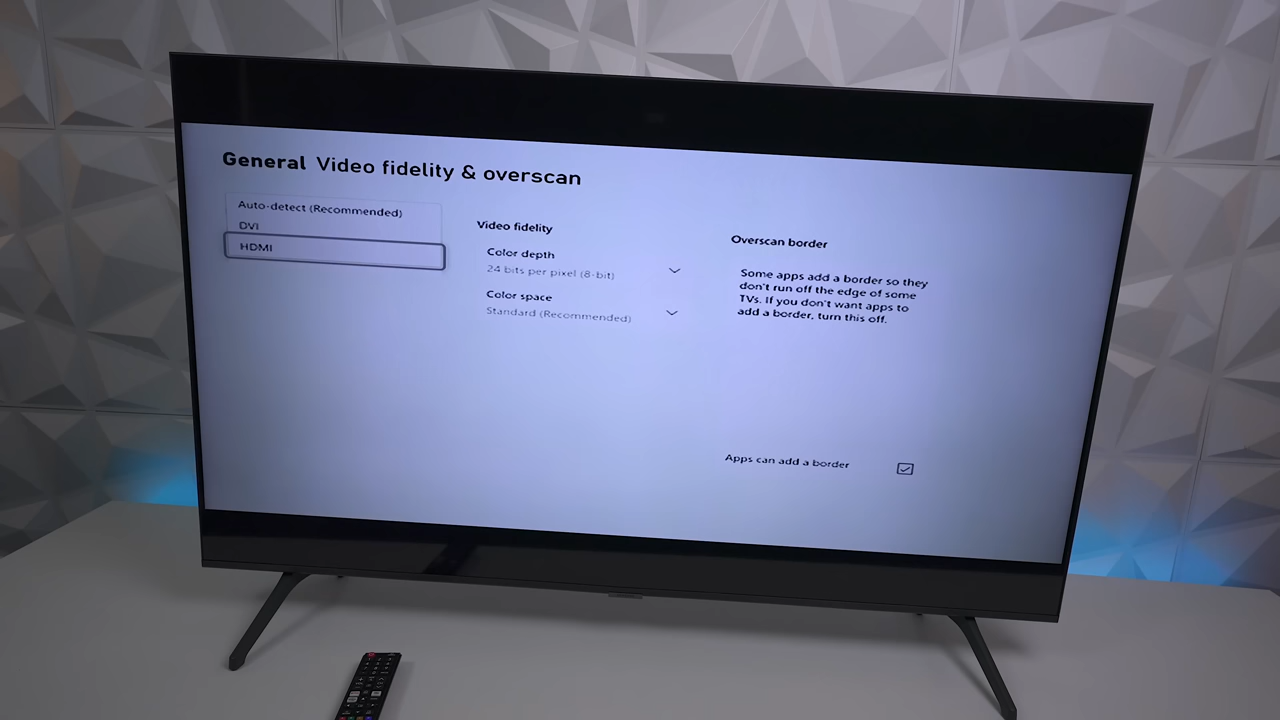 General Video fidelity & overscan
Auto-detect (Recommended)
DVI
HDMI
Video fidelity
Color depth
24 bits per pixel (8-bit)
Color space
Standard (Recommended)
Overscan border
Some apps add a border so they
don't run off the edge of some
TVs. If you don't want apps to
add a border, turn this off.
Apps can add a border